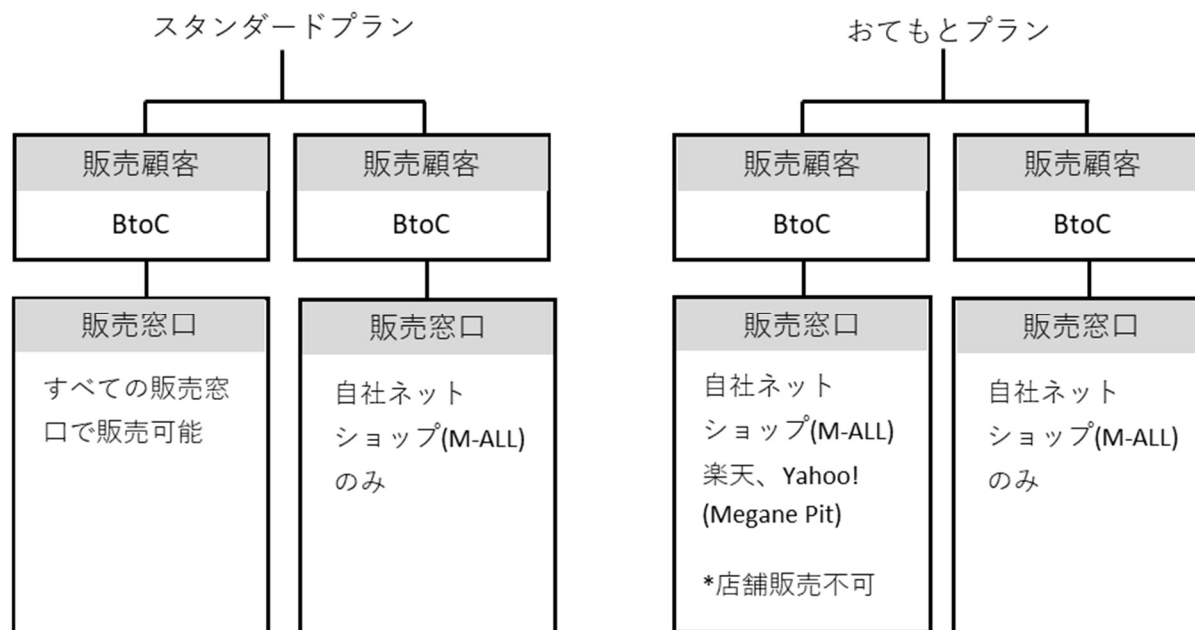 スタンダードプラン
販売顧客
BtoC
販売窓口
すべての販売窓
口で販売可能
販売顧客
BtoC
販売窓口
自社ネット
ショップ(M-ALL)
のみ
おてもとプラン
販売顧客
BtoC
販売窓口
自社ネット
ショップ(M-ALL)
楽天、Yahoo!
(Megane Pit)
*店舗販売不可
販売顧客
BtoC
販売窓口
自社ネット
ショップ(M-ALL)
のみ